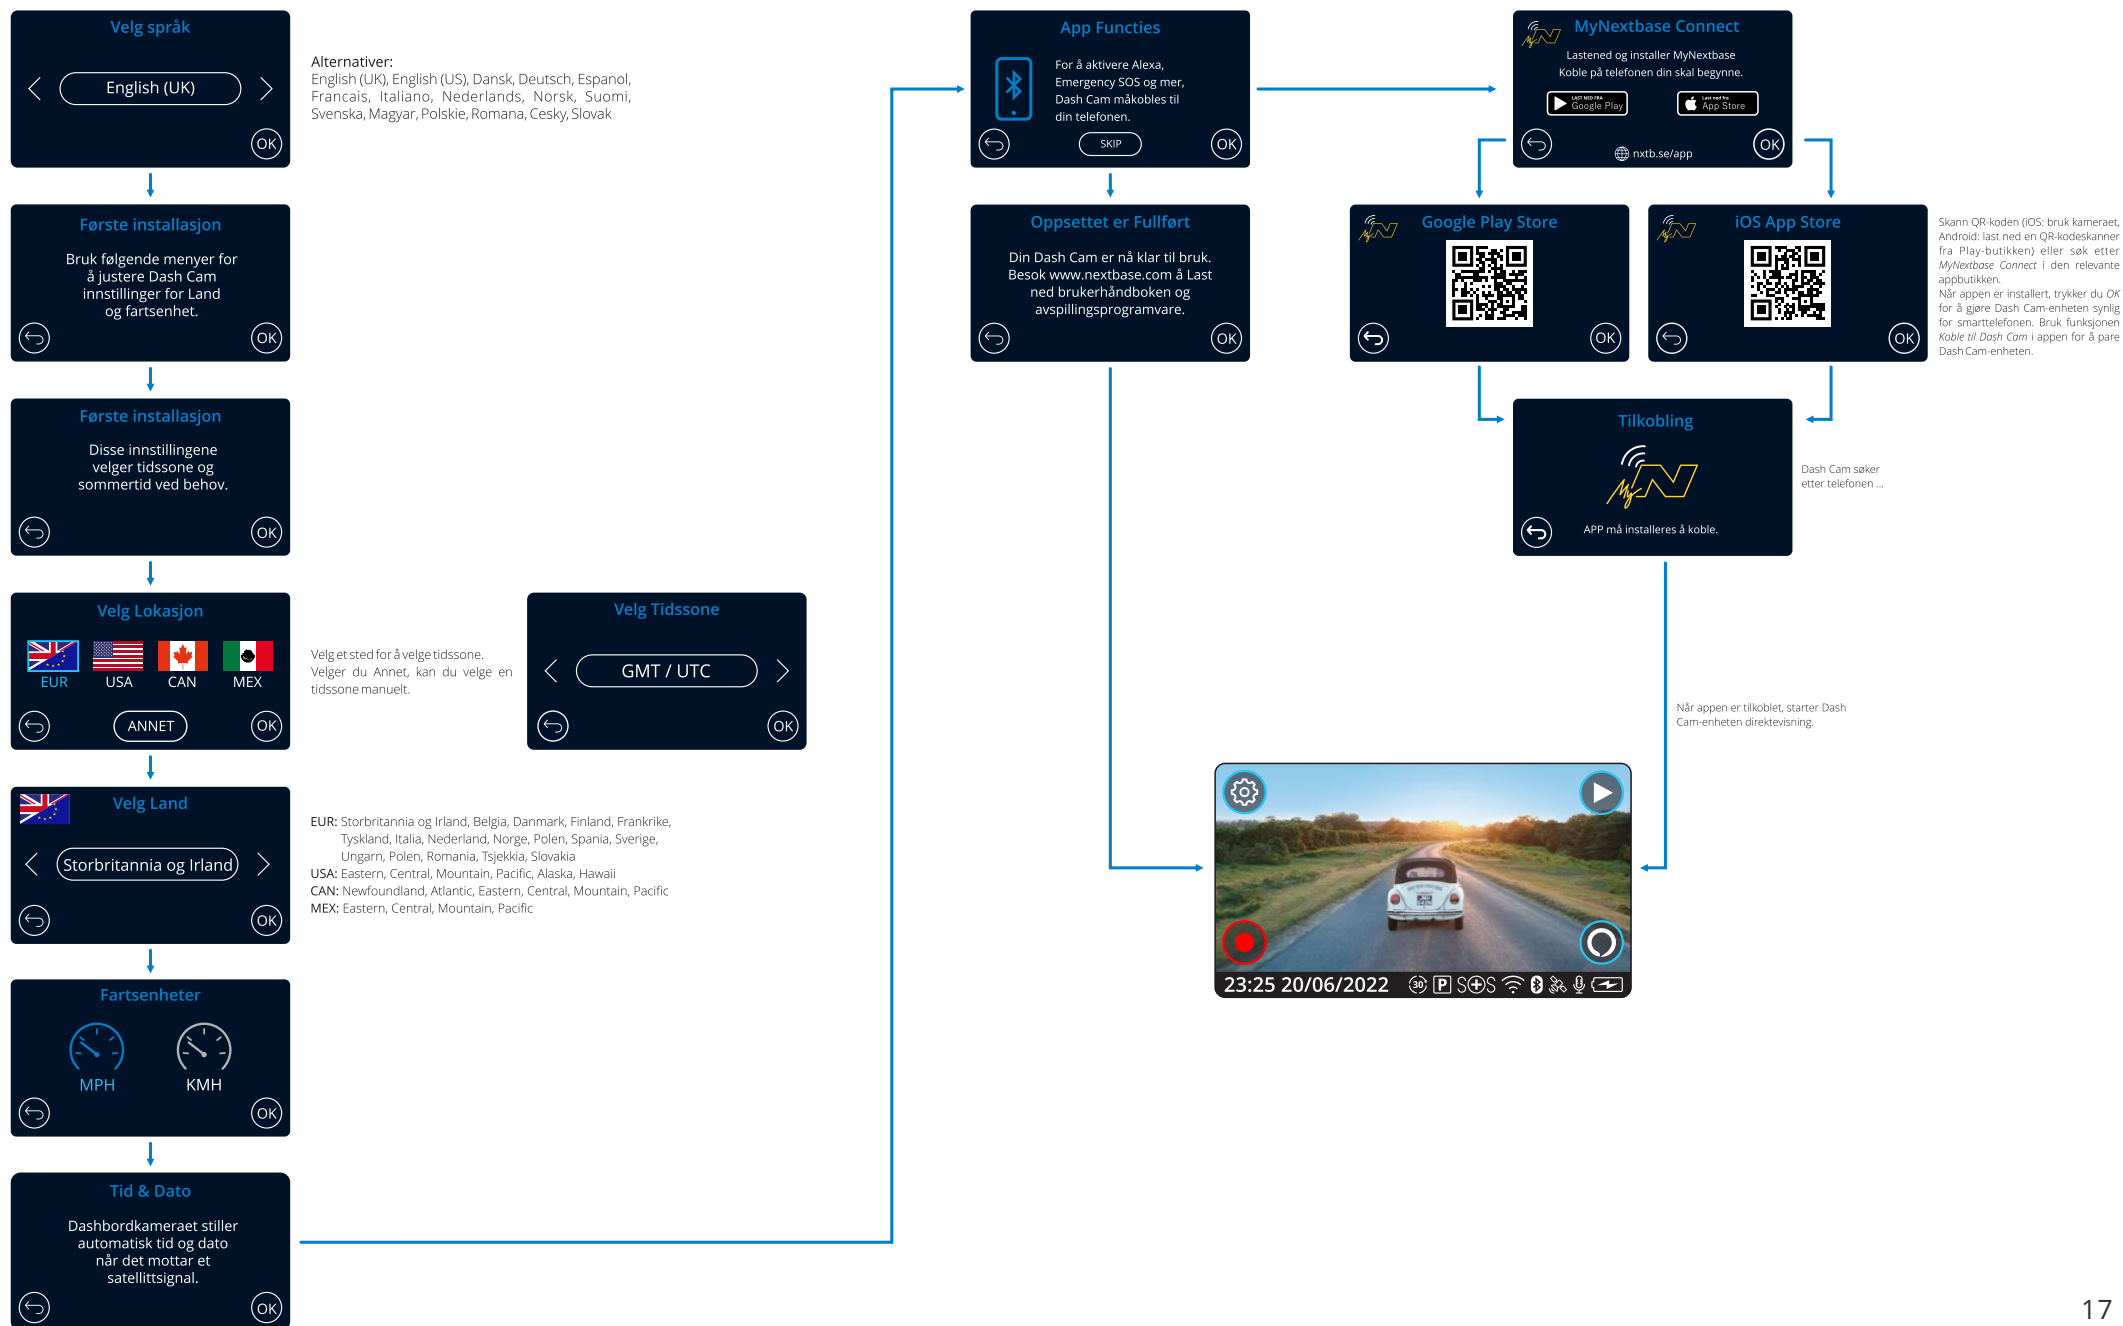 Velg språk
English (UK)
OK
Alternativer:
English (UK), English (US), Dansk, Deutsch, Espanol,
Francais, Italiano, Nederlands, Norsk, Suomi,
Svenska, Magyar, Polskie, Romana, Cesky, Slovak
Første installasjon
Bruk følgende menyer for
å justere Dash Cam
innstillinger for Land
og fartsenhet.
OK
Første installasjon
Disse innstillingene
velger tidssone og
sommertid ved behov.
OK
Velg Lokasjon
EUR USA CAN MEX
ANNET
OK
Velg et sted for å velge tidssone.
Velger du Annet, kan du velge en
tidssone manuelt.
Velg Tidssone
GMT / UTC
OK
Velg Land
Storbritannia og Irland
OK
EUR: Storbritannia og Irland, Belgia, Danmark, Finland, Frankrike,
Tyskland, Italia, Nederland, Norge, Polen, Spania, Sverige,
Ungarn, Polen, Romania, Tsjekkia, Slovakia
USA: Eastern, Central, Mountain, Pacific, Alaska, Hawaii
CAN: Newfoundland, Atlantic, Eastern, Central, Mountain, Pacific
MEX: Eastern, Central, Mountain, Pacific
Fartsenheter
MPH KMH
OK
Tid & Dato
Dashbordkameraet stiller
automatisk tid og dato
når det mottar et
satellittsignal.
OK
App Functies
For å aktivere Alexa,
Emergency SOS og mer,
Dash Cam måkobles til
din telefonen.
SKIP
OK
Oppsettet er Fullført
Din Dash Cam er nå klar til bruk.
Besok www.nextbase.com å Last
ned brukerhåndboken og
avspillingsprogramvare.
OK
My N
MyNextbase Connect
Lastened og installer MyNextbase
Koble på telefonen din skal begynne.
LAST NED FRA
Google Play
Last ned fra
App Store
nxtb.se/app
OK
My N
Google Play Store
OK
My N
iOS App Store
OK
Skann QR-koden (iOS: bruk kameraet,
Android: last ned en QR-kodeskanner
fra Play-butikken) eller søk etter
MyNextbase Connect i den relevante
appbutikken.
Når appen er installert, trykker du OK
for å gjøre Dash Cam-enheten synlig
for smarttelefonen. Bruk funksjonen
Koble til Dash Cam i appen for å pare
Dash Cam-enheten.
Tilkobling
My N
APP må installeres å koble.
Dash Cam søker
etter telefonen ...
Når appen er tilkoblet, starter Dash
Cam-enheten direktevisning.
23:25 20/06/2022 30 P SOS
17